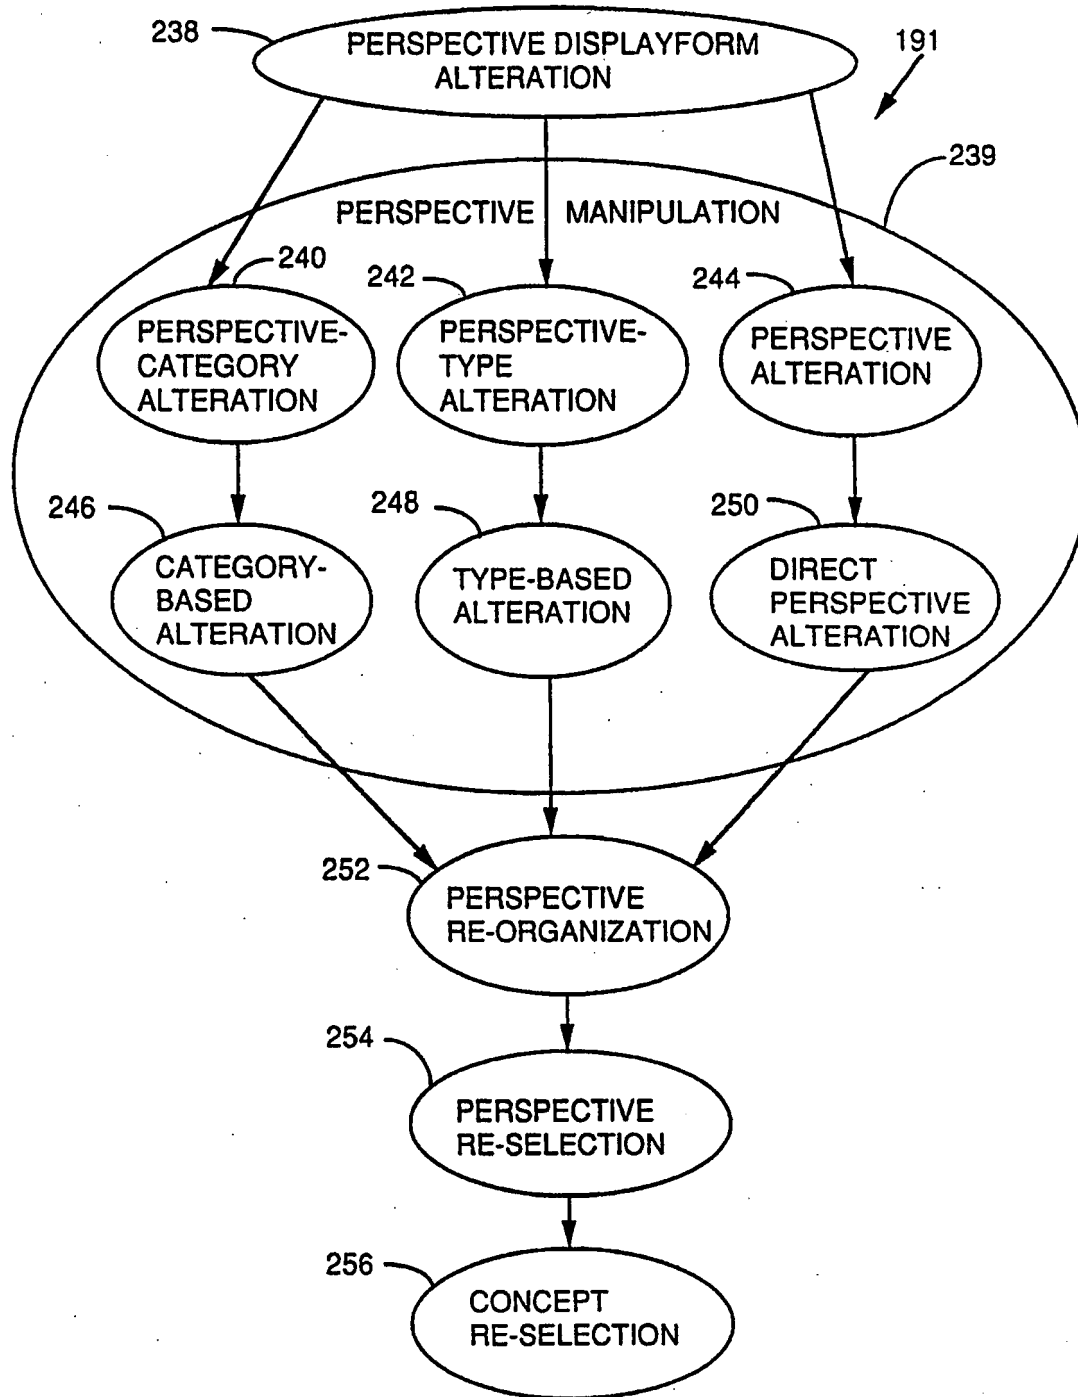 238
PERSPECTIVE DISPLAYFORM
ALTERATION
191
239
PERSPECTIVE MANIPULATION
240
PERSPECTIVE-
CATEGORY
ALTERATION
242
PERSPECTIVE-
TYPE
ALTERATION
244
PERSPECTIVE
ALTERATION
246
CATEGORY-
BASED
ALTERATION
248
TYPE-BASED
ALTERATION
250
DIRECT
PERSPECTIVE
ALTERATION
252
PERSPECTIVE
RE-ORGANIZATION
254
PERSPECTIVE
RE-SELECTION
256
CONCEPT
RE-SELECTION